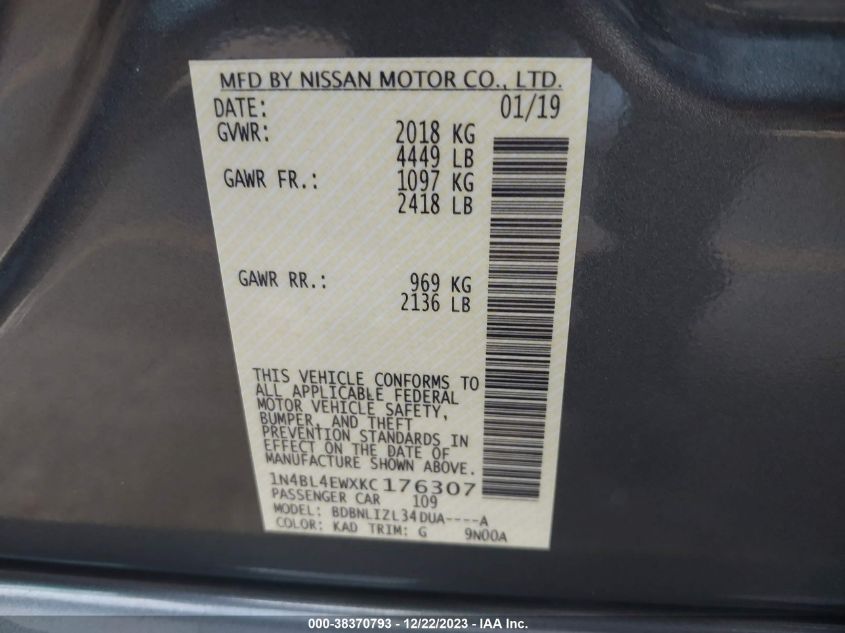 MFD BY NISSAN MOTOR CO., LTD.
DATE: 01/19
GVWR: 2018 KG
4449 LB
GAWR FR.: 1097 KG
2418 LB
GAWR RR.: 969 KG
2136 LB
THIS VEHICLE CONFORMS TO
ALL APPLICABLE FEDERAL
MOTOR VEHICLE SAFETY,
BUMPER, AND THEFT
PREVENTION STANDARDS IN
EFFECT ON THE DATE OF
MANUFACTURE SHOWN ABOVE.
1N4BL4EWXKC176307
PASSENGER CAR 109
MODEL: BDBNLIZL34DUA----A
COLOR: KAD TRIM: G 9N00A
000-38370793 - 12/22/2023 - IAA Inc.